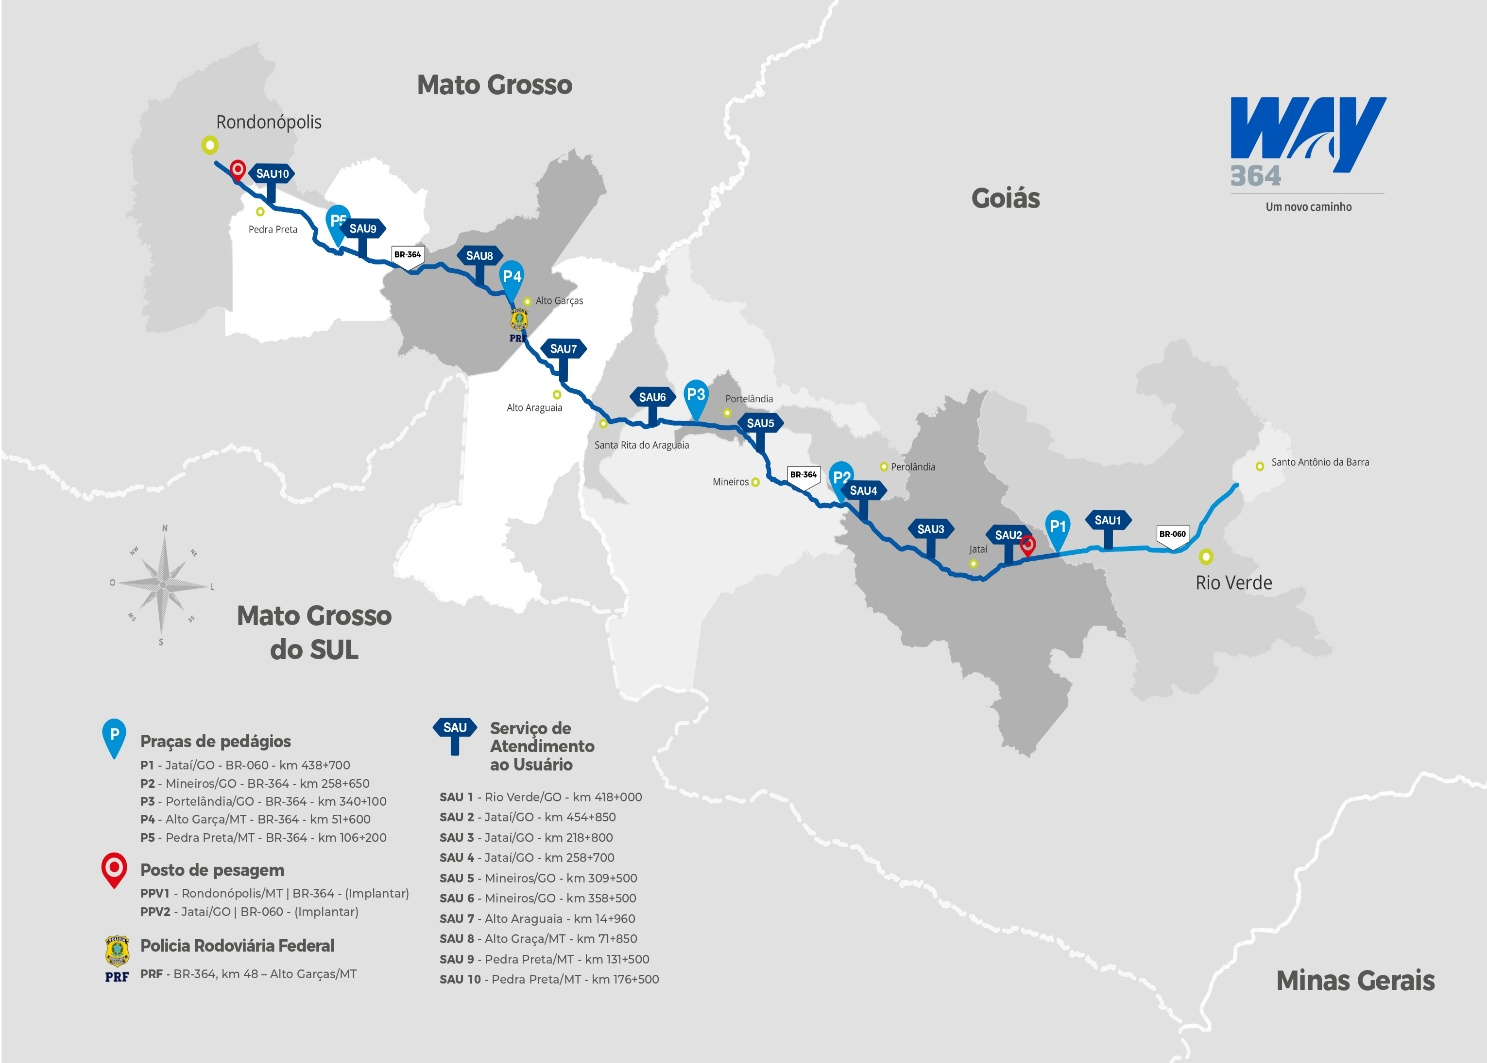 Mato Grosso
Rondonópolis
WAY
364
Um novo caminho
SAU10
Goiás
Pedra Preta
P5
SAU9
BR-364
SAU8
P4
Alto Garças
PRF
SAU7
Alto Araguaia
SAU6
P3
Portelândia
Santa Rita do Araguaia
SAU5
Mineiros
BR-364
P2
SAU4
Perolândia
Santo Antônio da Barra
SAU3
Jataí
SAU2
P1
SAU1
BR-060
Rio Verde
N
NW
NE
O
L
SW
SE
S
Mato Grosso
do SUL
P
Praças de pedágios
P1 - Jataí/GO - BR-060 - km 438+700
P2 - Mineiros/GO - BR-364 - km 258+650
P3 - Portelândia/GO - BR-364 - km 340+100
P4 - Alto Garça/MT - BR-364 - km 51+600
P5 - Pedra Preta/MT - BR-364 - km 106+200
Posto de pesagem
PPV1 - Rondonópolis/MT | BR-364 - (Implantar)
PPV2 - Jataí/GO | BR-060 - (Implantar)
Policia Rodoviária Federal
PRF
PRF - BR-364, km 48 – Alto Garças/MT
SAU
Serviço de
Atendimento
ao Usuário
SAU 1 - Rio Verde/GO - km 418+000
SAU 2 - Jataí/GO - km 454+850
SAU 3 - Jataí/GO - km 218+800
SAU 4 - Jataí/GO - km 258+700
SAU 5 - Mineiros/GO - km 309+500
SAU 6 - Mineiros/GO - km 358+500
SAU 7 - Alto Araguaia - km 14+960
SAU 8 - Alto Graça/MT - km 71+850
SAU 9 - Pedra Preta/MT - km 131+500
SAU 10 - Pedra Preta/MT - km 176+500
Minas Gerais